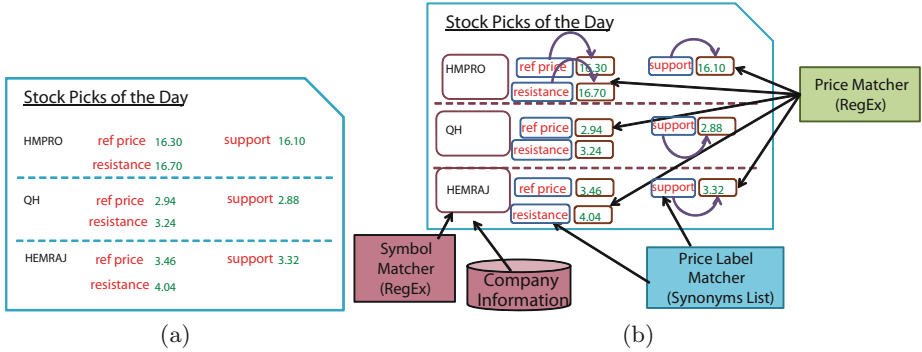 Stock Picks of the Day
HMPRO ref price 16.30 support 16.10
resistance 16.70
QH ref price 2.94 support 2.88
resistance 3.24
HEMRAJ ref price 3.46 support 3.32
resistance 4.04
(a)
Stock Picks of the Day
HMPRO ref price 16.30 support 16.10
resistance 16.70
QH ref price 2.94 support 2.88
resistance 3.24
HEMRAJ ref price 3.46 support 3.32
resistance 4.04
Price Matcher
(RegEx)
Symbol
Matcher
(RegEx)
Company
Information
Price Label
Matcher
(Synonyms List)
(b)